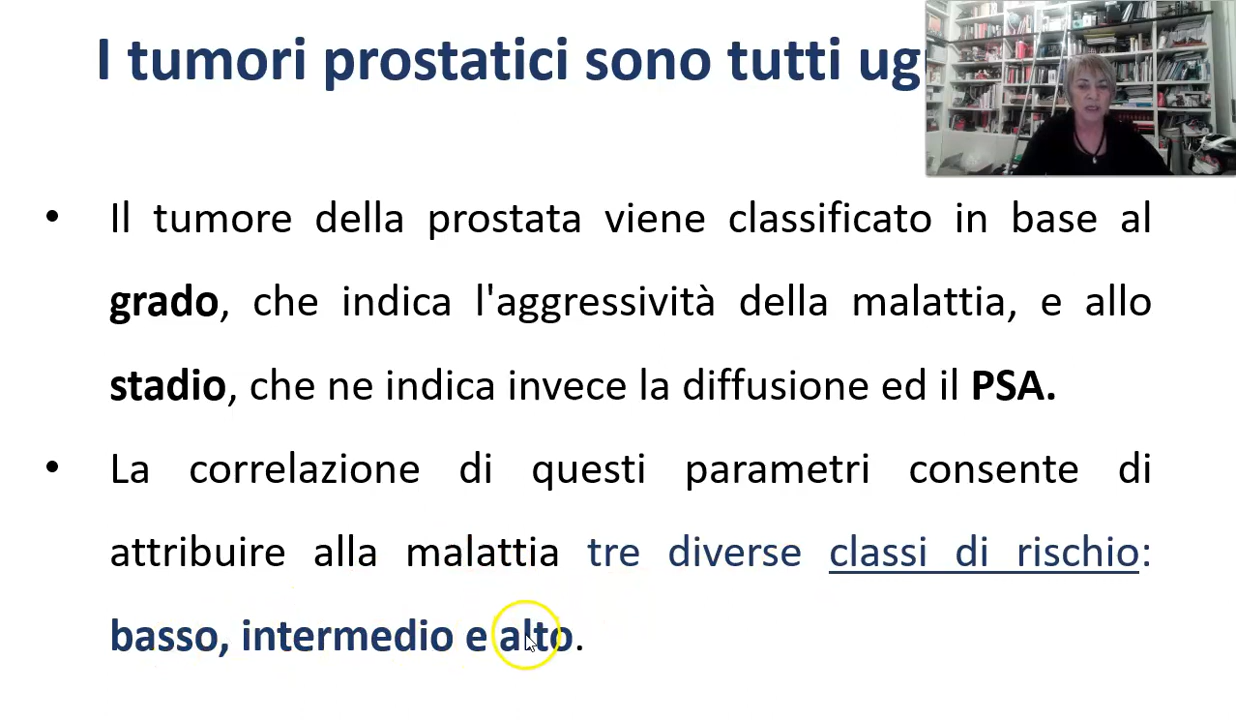 I tumori prostatici sono tutti
• Il tumore della prostata viene classificato in base al
grado, che indica l'aggressività della malattia, e allo
stadio, che ne indica invece la diffusione ed il PSA.
• La correlazione di questi parametri consente di
attribuire alla malattia tre diverse classi di rischio:
basso, intermedio e alto.